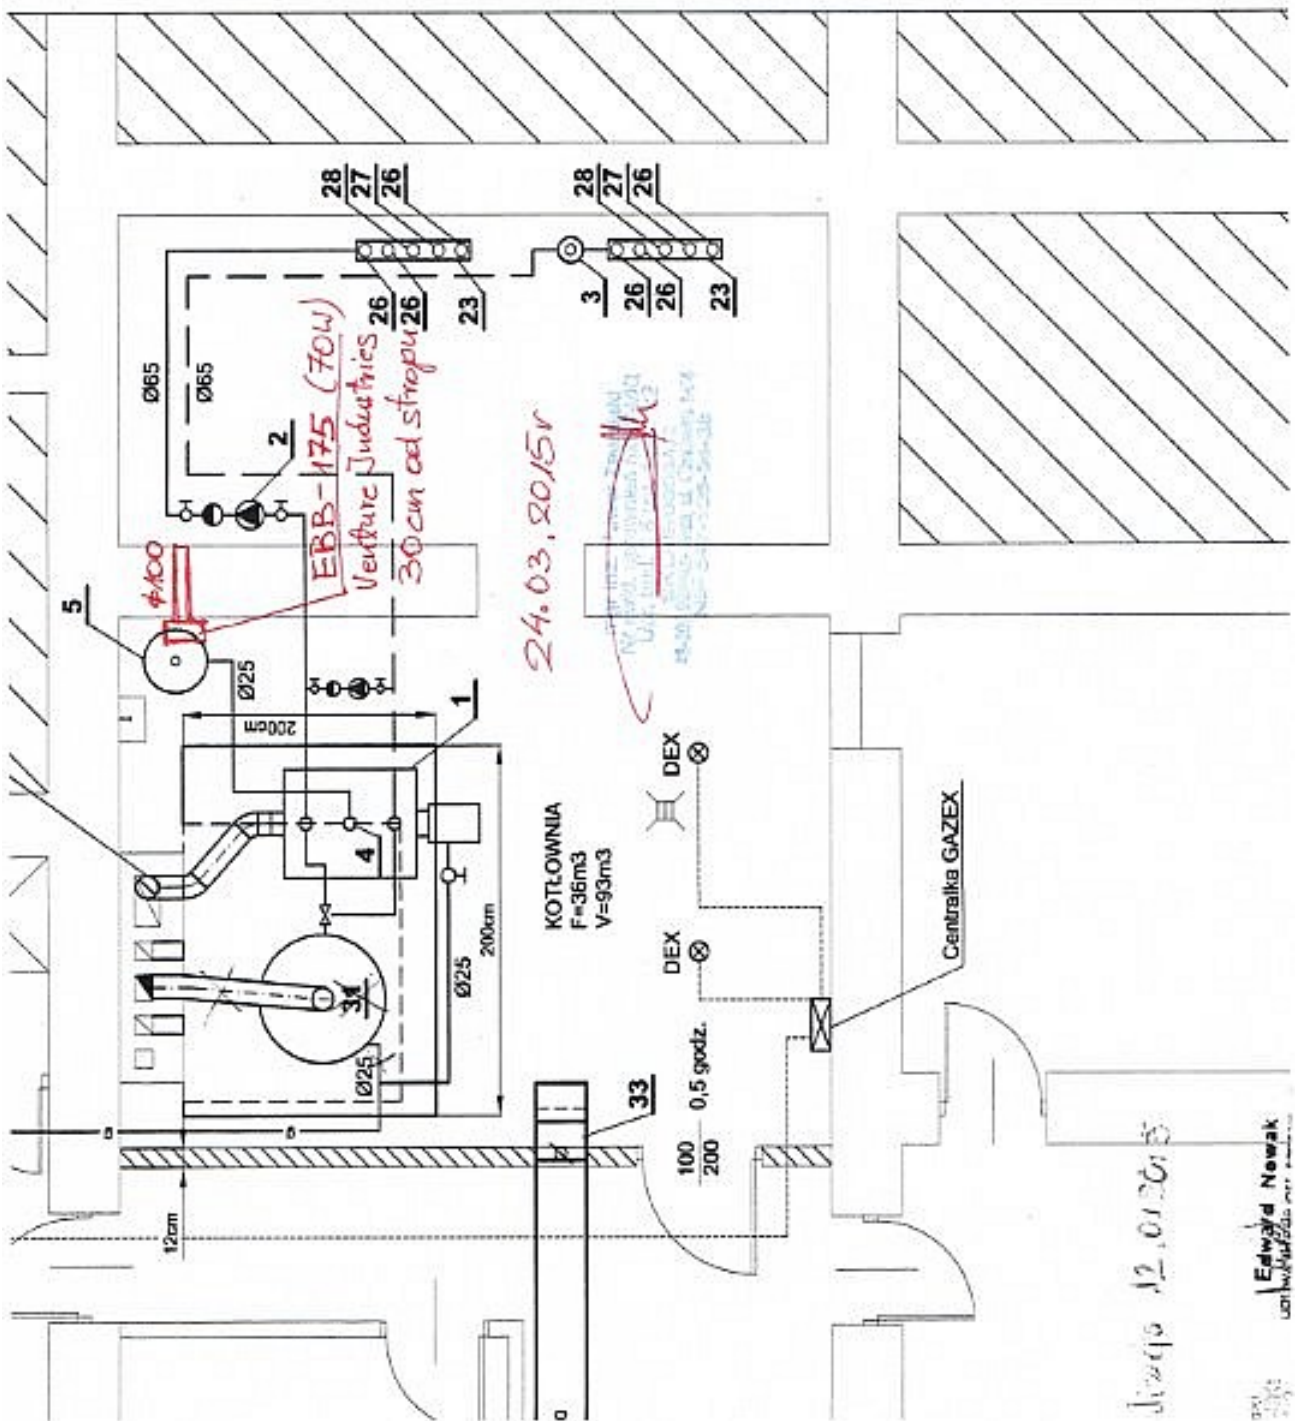 28
27
26
28
27
26
26
26
23
3
26
26
23
Ø65
Ø65
2
EBB-175 (70W)
Venture Industries
30cm od stropu
ϕ100
5
Ø25
24.03.2015r
200cm
1
4
KOTŁOWNIA
F=36m3
V=93m3
DEX
DEX
200cm
Ø25
31
Ø25
Centralka GAZEX
33
100
200
0,5 godz.
g
g
12cm
Edward Nowak